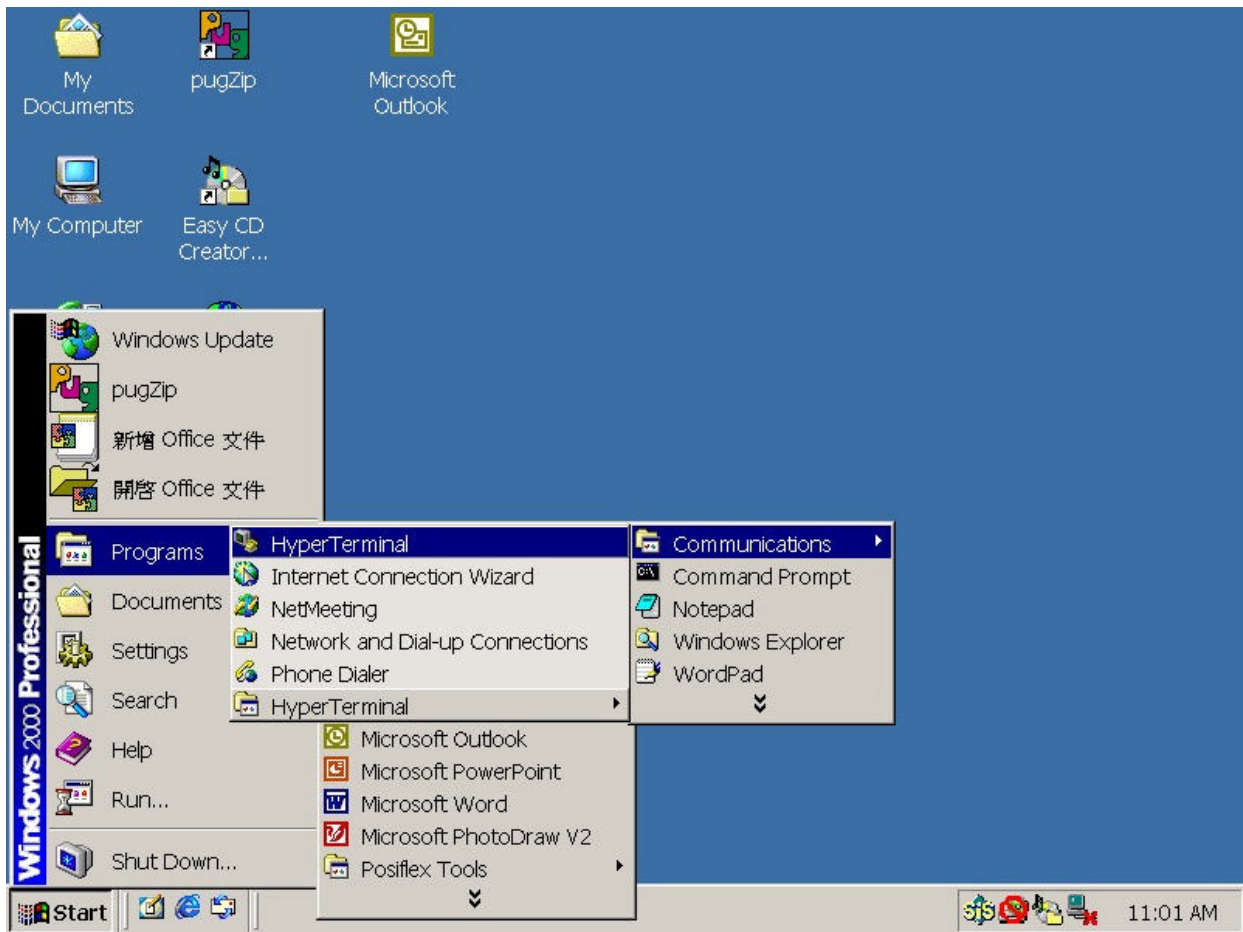 My
Documents
pugZip
Microsoft
Outlook
My Computer
Easy CD
Creator...
Windows Update
pugZip
新增 Office 文件
開啓 Office 文件
Programs
Documents
Settings
Search
Help
Run...
Shut Down...
Windows 2000 Professional
HyperTerminal
Internet Connection Wizard
NetMeeting
Network and Dial-up Connections
Phone Dialer
HyperTerminal
Communications
Command Prompt
Notepad
Windows Explorer
WordPad
Microsoft Outlook
Microsoft PowerPoint
Microsoft Word
Microsoft PhotoDraw V2
Posiflex Tools
Start
sis
11:01 AM